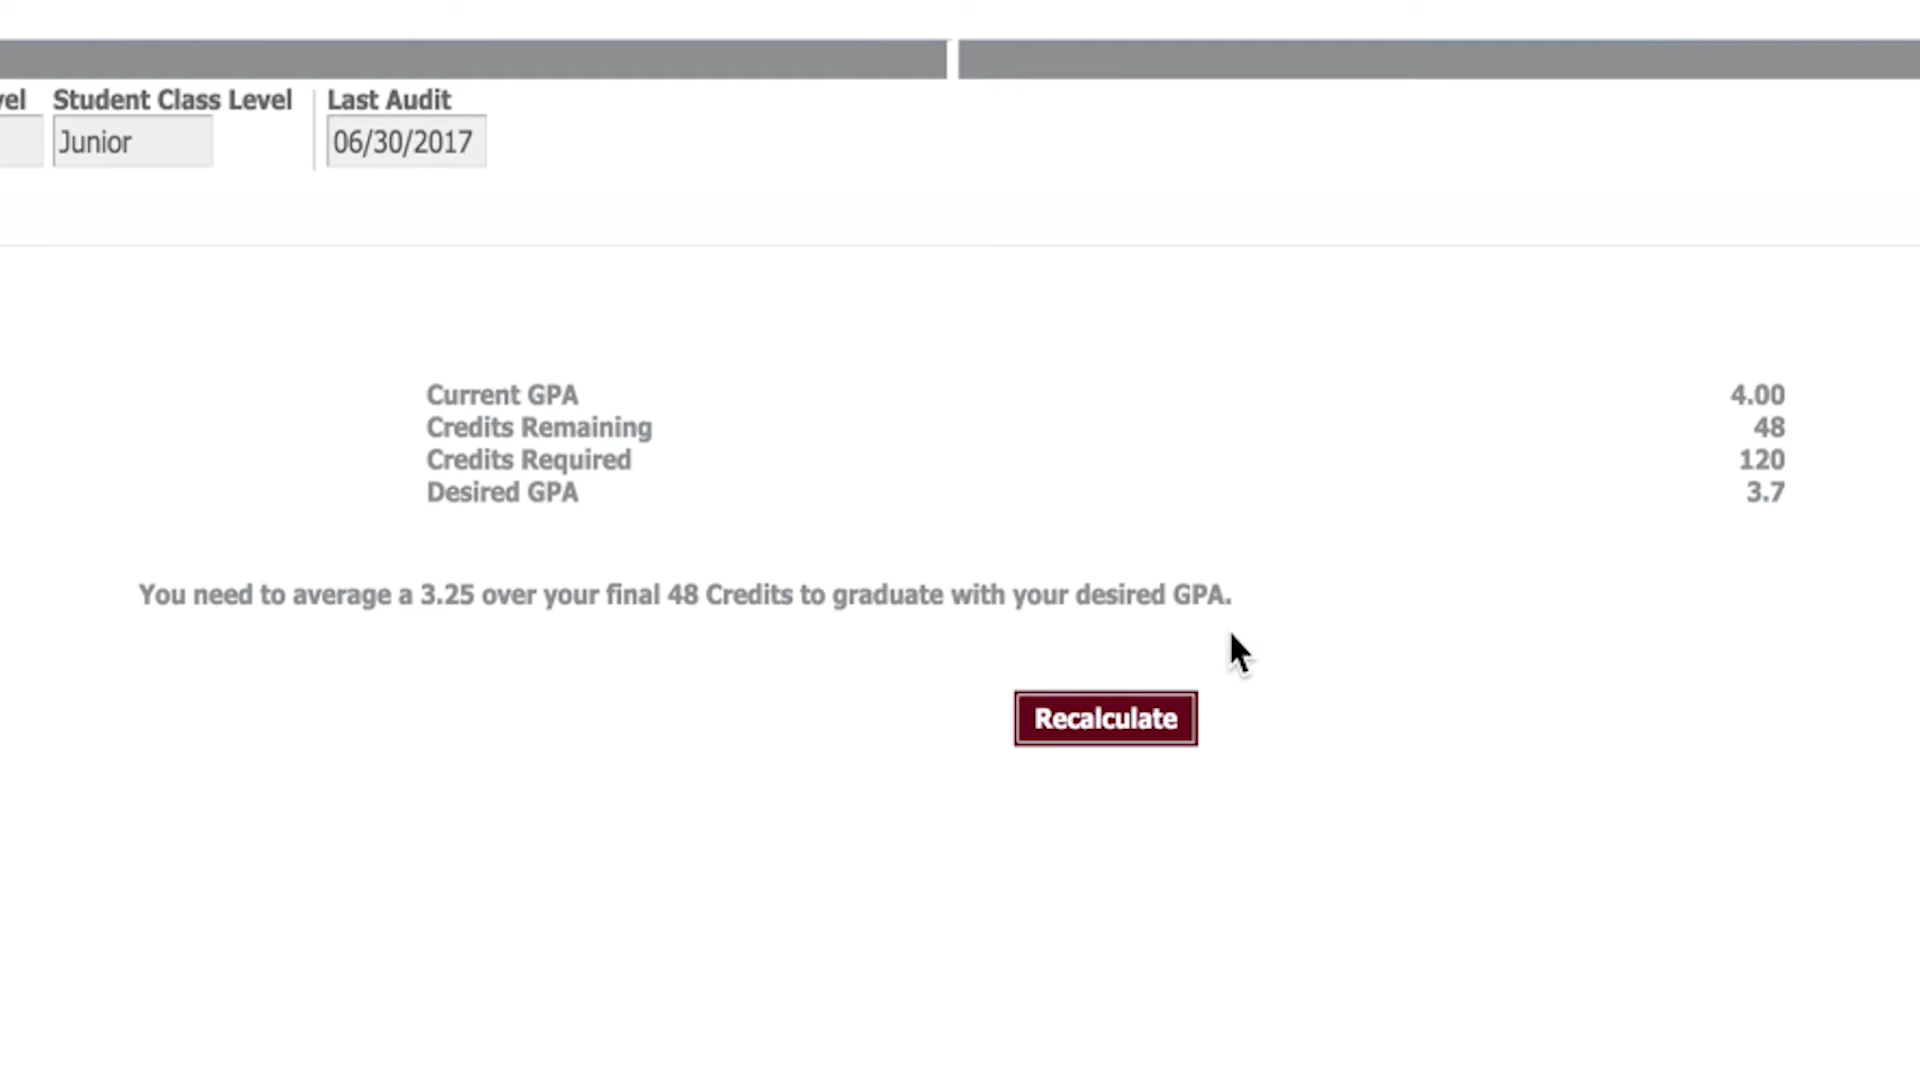 vel Student Class Level Last Audit
Junior 06/30/2017
Current GPA 4.00
Credits Remaining 48
Credits Required 120
Desired GPA 3.7
You need to average a 3.25 over your final 48 Credits to graduate with your desired GPA.
Recalculate